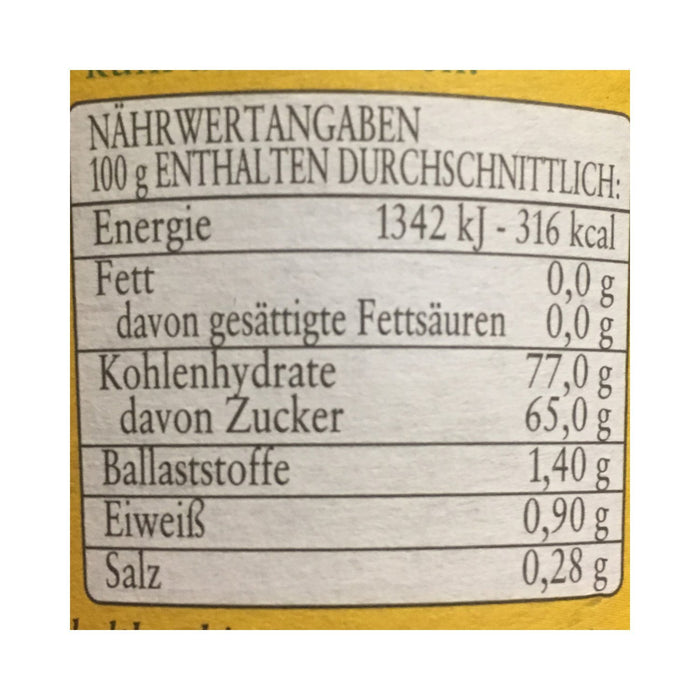 NÄHRWERTANGABEN
100 g ENTHALTEN DURCHSCHNITTLICH:
Energie 1342 kJ - 316 kcal
Fett 0,0 g
davon gesättigte Fettsäuren 0,0 g
Kohlenhydrate 77,0 g
davon Zucker 65,0 g
Ballaststoffe 1,40 g
Eiweiß 0,90 g
Salz 0,28 g